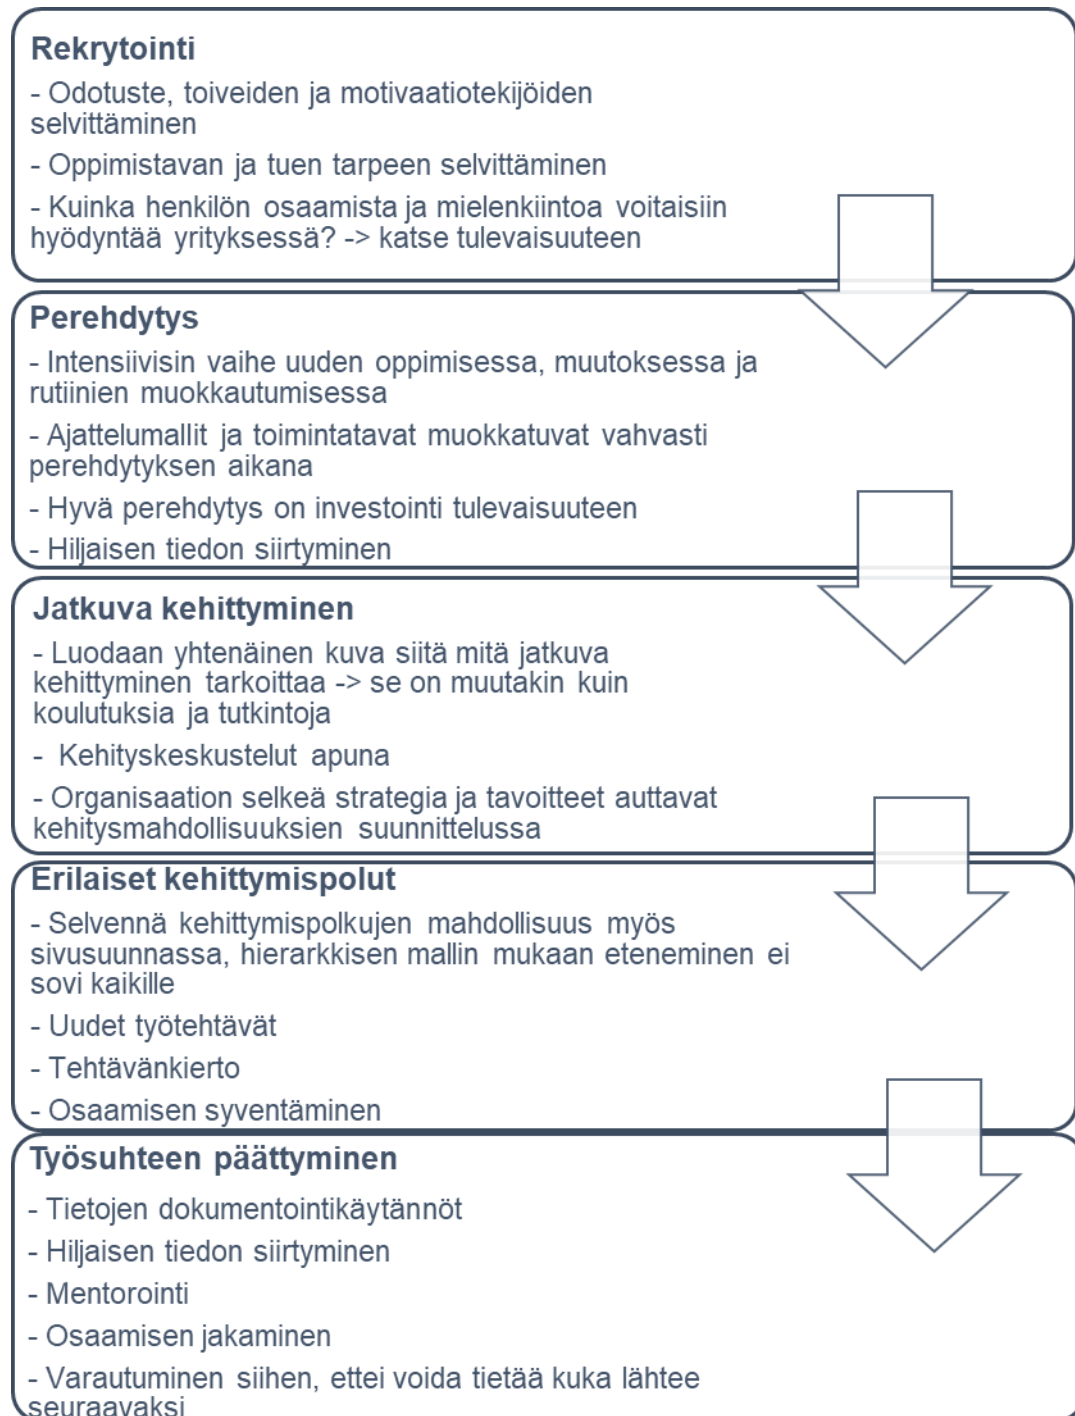 Rekrytointi
- Odotuste, toiveiden ja motivaatiotekijöiden
selvittäminen
- Oppimistavan ja tuen tarpeen selvittäminen
- Kuinka henkilön osaamista ja mielenkiintoa voitaisiin
hyödyntää yrityksessä? -> katse tulevaisuuteen
Perehdytys
- Intensiivisin vaihe uuden oppimisessa, muutoksessa ja
rutiinien muokkautumisessa
- Ajattelumallit ja toimintatavat muokkatuvat vahvasti
perehdytyksen aikana
- Hyvä perehdytys on investointi tulevaisuuteen
- Hiljaisen tiedon siirtyminen
Jatkuva kehittyminen
- Luodaan yhtenäinen kuva siitä mitä jatkuva
kehittyminen tarkoittaa -> se on muutakin kuin
koulutuksia ja tutkintoja
- Kehityskeskustelut apuna
- Organisaation selkeä strategia ja tavoitteet auttavat
kehitysmahdollisuuksien suunnittelussa
Erilaiset kehittymispolut
- Selvennä kehittymispolkujen mahdollisuus myös
sivusuunnassa, hierarkkisen mallin mukaan eteneminen ei
sovi kaikille
- Uudet työtehtävät
- Tehtävänkierto
- Osaamisen syventäminen
Työsuhteen päättyminen
- Tietojen dokumentointikäytännöt
- Hiljaisen tiedon siirtyminen
- Mentorointi
- Osaamisen jakaminen
- Varautuminen siihen, ettei voida tietää kuka lähtee
seuraavaksi